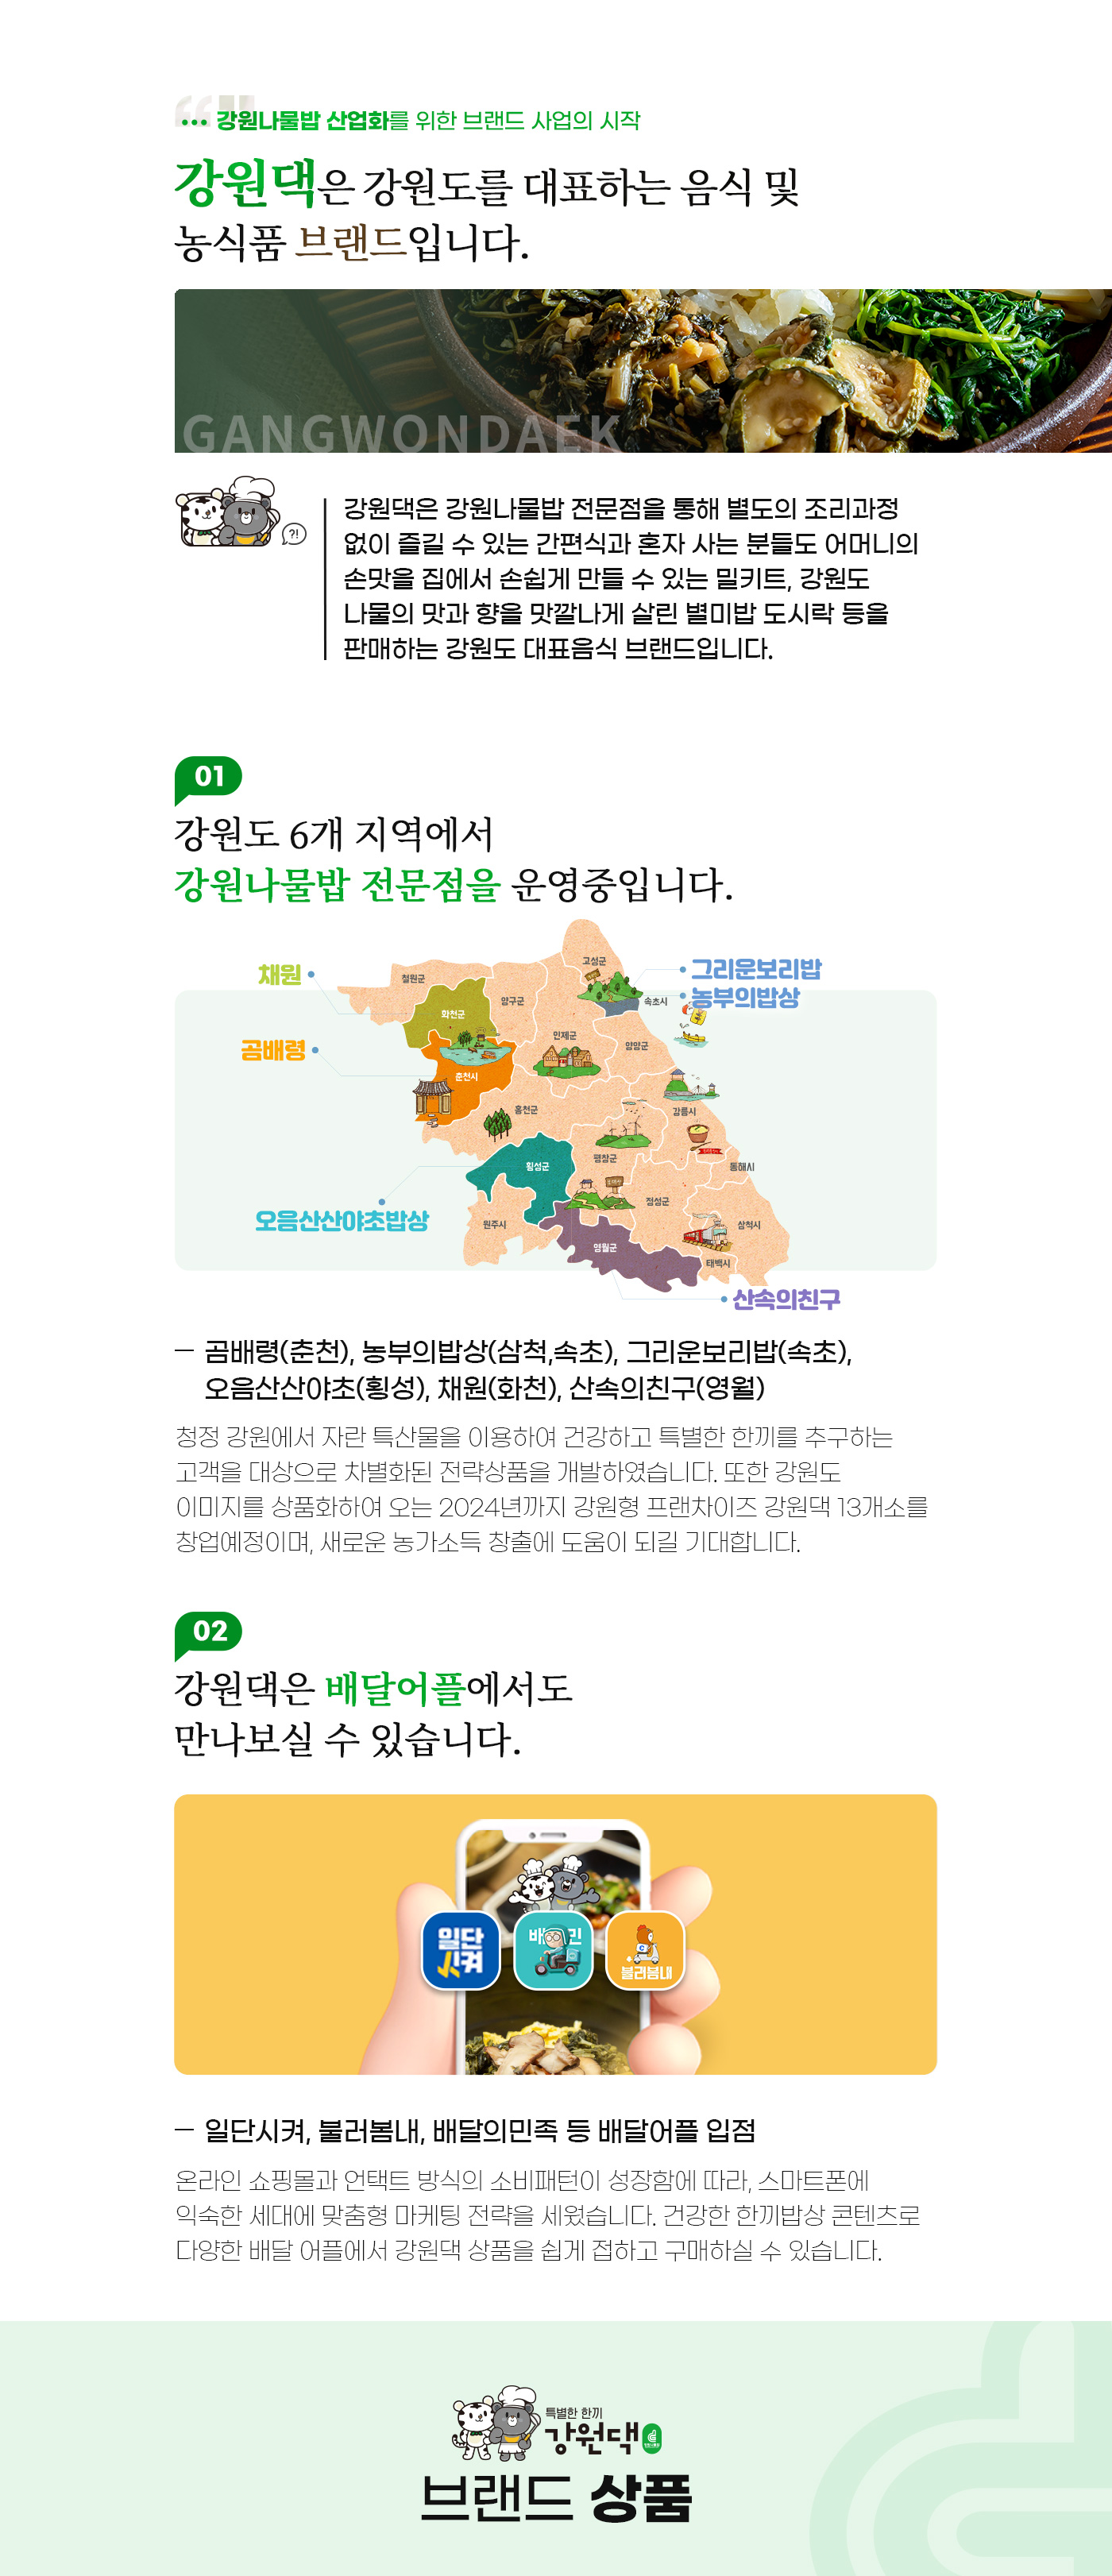 강원나물밥 산업화를 위한 브랜드 사업의 시작
강원댁은 강원도를 대표하는 음식 및
농식품 브랜드입니다.
GANGWONDAEK
?!
강원댁은 강원나물밥 전문점을 통해 별도의 조리과정
없이 즐길 수 있는 간편식과 혼자 사는 분들도 어머니의
손맛을 집에서 손쉽게 만들 수 있는 밀키트, 강원도
나물의 맛과 향을 맛깔나게 살린 별미밥 도시락 등을
판매하는 강원도 대표음식 브랜드입니다.
01
강원도 6개 지역에서
강원나물밥 전문점을 운영중입니다.
고성군
그리운보리밥
채원
철원군
양구군
속초시
농부의밥상
화천군
인제군
양양군
곰배령
춘천시
홍천군
강릉시
횡성군
평창군
동해시
정선군
오음산산야초밥상
원주시
삼척시
영월군
태백시
산속의친구
— 곰배령(춘천), 농부의밥상(삼척,속초), 그리운보리밥(속초),
오음산산야초(횡성), 채원(화천), 산속의친구(영월)
청정 강원에서 자란 특산물을 이용하여 건강하고 특별한 한끼를 추구하는
고객을 대상으로 차별화된 전략상품을 개발하였습니다. 또한 강원도
이미지를 상품화하여 오는 2024년까지 강원형 프랜차이즈 강원댁 13개소를
창업예정이며, 새로운 농가소득 창출에 도움이 되길 기대합니다.
02
강원댁은 배달어플에서도
만나보실 수 있습니다.
일단
시켜
배 민
불러봄내
— 일단시켜, 불러봄내, 배달의민족 등 배달어플 입점
온라인 쇼핑몰과 언택트 방식의 소비패턴이 성장함에 따라, 스마트폰에
익숙한 세대에 맞춤형 마케팅 전략을 세웠습니다. 건강한 한끼밥상 콘텐츠로
다양한 배달 어플에서 강원댁 상품을 쉽게 접하고 구매하실 수 있습니다.
특별한 한끼
강원댁
브랜드 상품